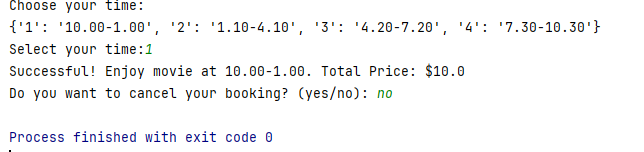 Choose your time:
{'1': '10.00-1.00', '2': '1.10-4.10', '3': '4.20-7.20', '4': '7.30-10.30'}
Select your time:1
Successful! Enjoy movie at 10.00-1.00. Total Price: $10.0
Do you want to cancel your booking? (yes/no): no
Process finished with exit code 0